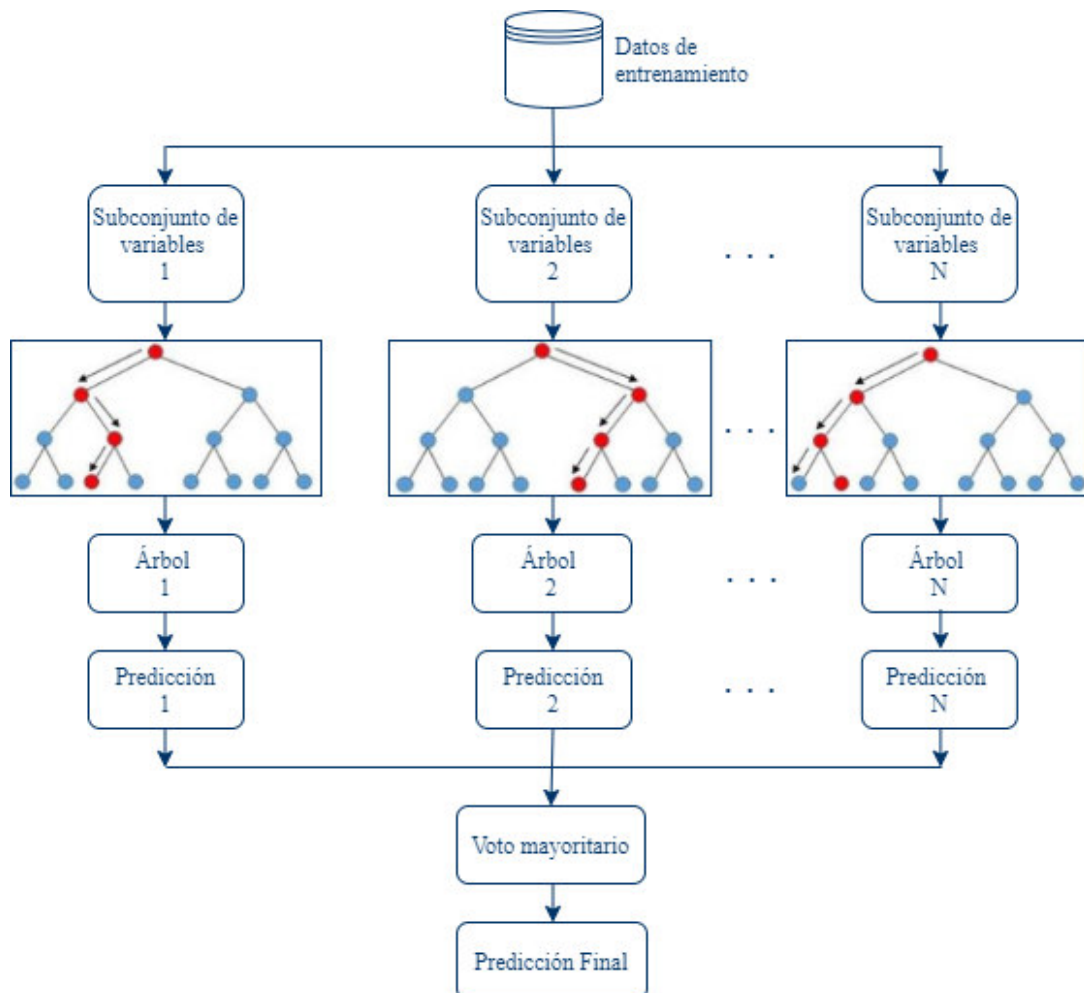 Datos de
entrenamiento
Subconjunto de
variables
1
Subconjunto de
variables
2
. . .
Subconjunto de
variables
N
. . .
Árbol
1
Árbol
2
. . .
Árbol
N
Predicción
1
Predicción
2
. . .
Predicción
N
Voto mayoritario
Predicción Final